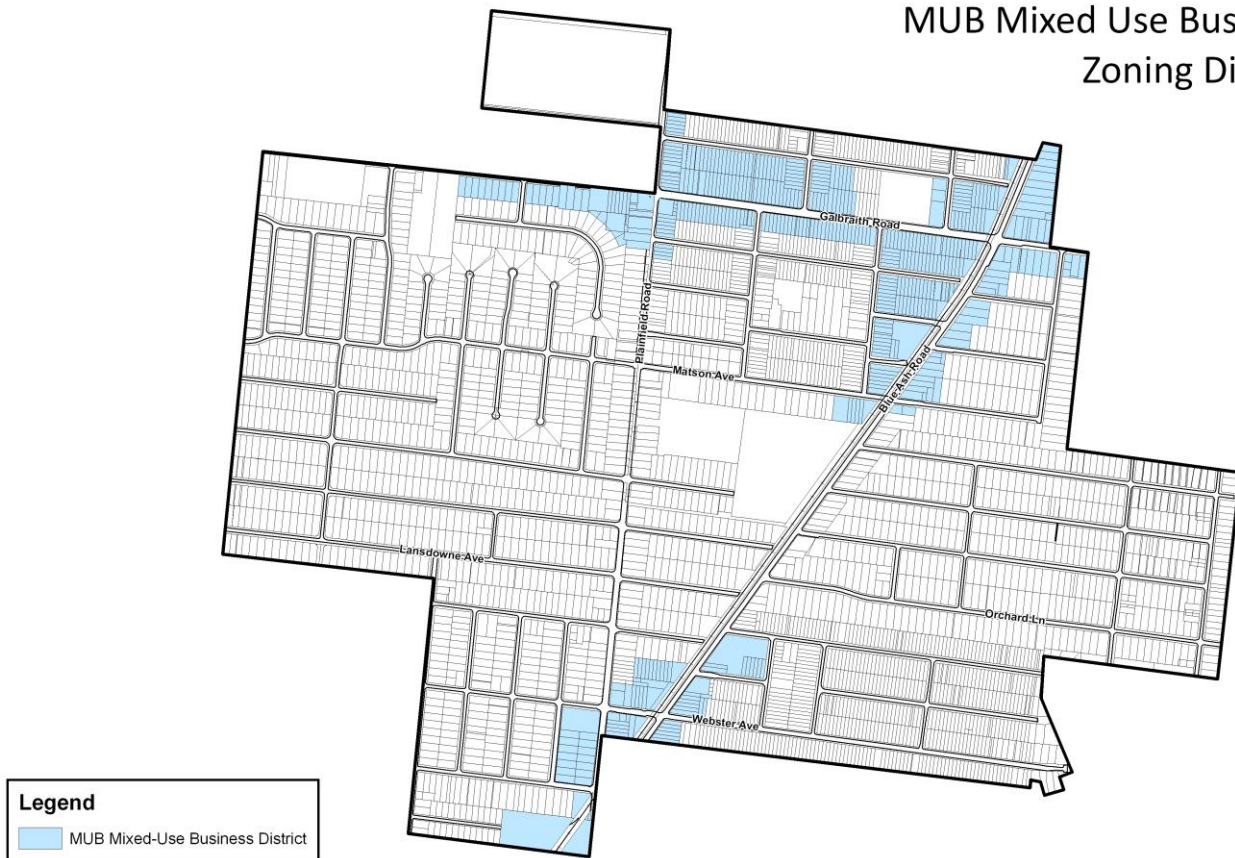 MUB Mixed Use Bus
Zoning Di
Galbraith Road
Plainfield Road
Matson Ave
Blue Ash Road
Lansdowne Ave
Orchard Ln
Webster Ave
Legend
MUB Mixed-Use Business District